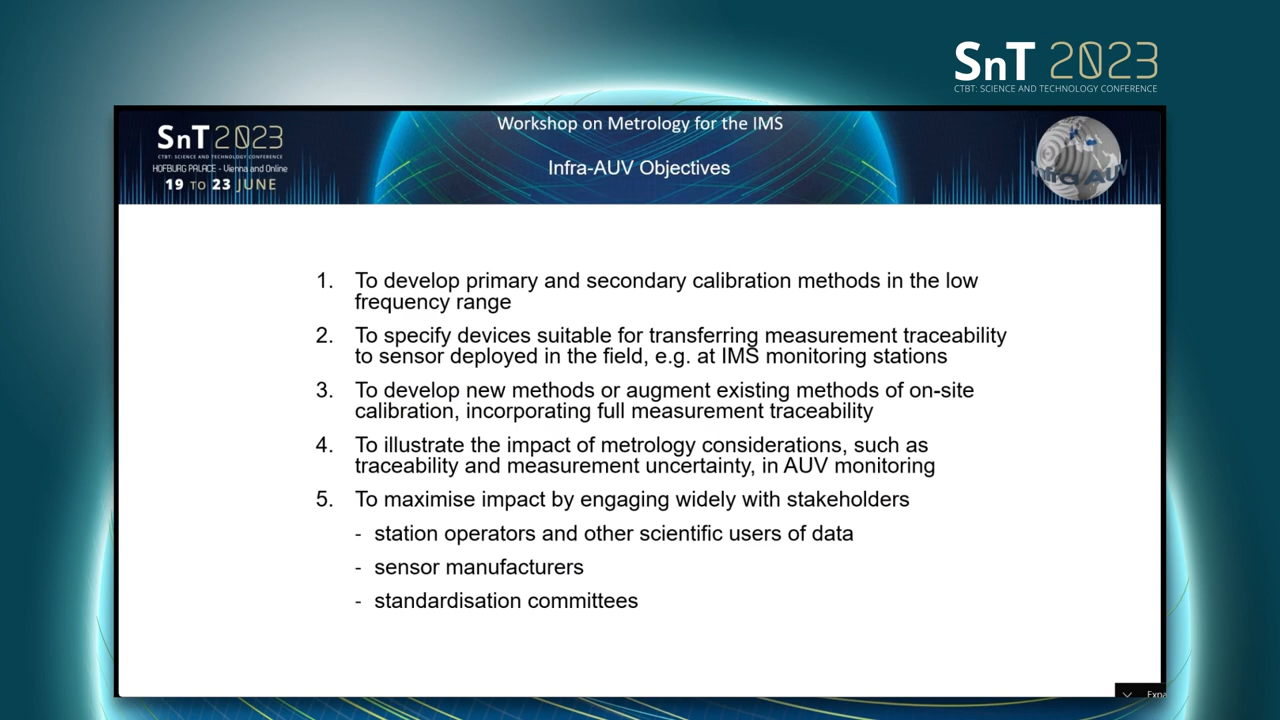 SnT 2023
CTBT: SCIENCE AND TECHNOLOGY CONFERENCE
SnT 2023
CTBT: SCIENCE AND TECHNOLOGY CONFERENCE
HOFBURG PALACE - Vienna and Online
19 TO 23 JUNE
Workshop on Metrology for the IMS
Infra-AUV Objectives
Infra AUV
1. To develop primary and secondary calibration methods in the low
frequency range
2. To specify devices suitable for transferring measurement traceability
to sensor deployed in the field, e.g. at IMS monitoring stations
3. To develop new methods or augment existing methods of on-site
calibration, incorporating full measurement traceability
4. To illustrate the impact of metrology considerations, such as
traceability and measurement uncertainty, in AUV monitoring
5. To maximise impact by engaging widely with stakeholders
- station operators and other scientific users of data
- sensor manufacturers
- standardisation committees
Expa